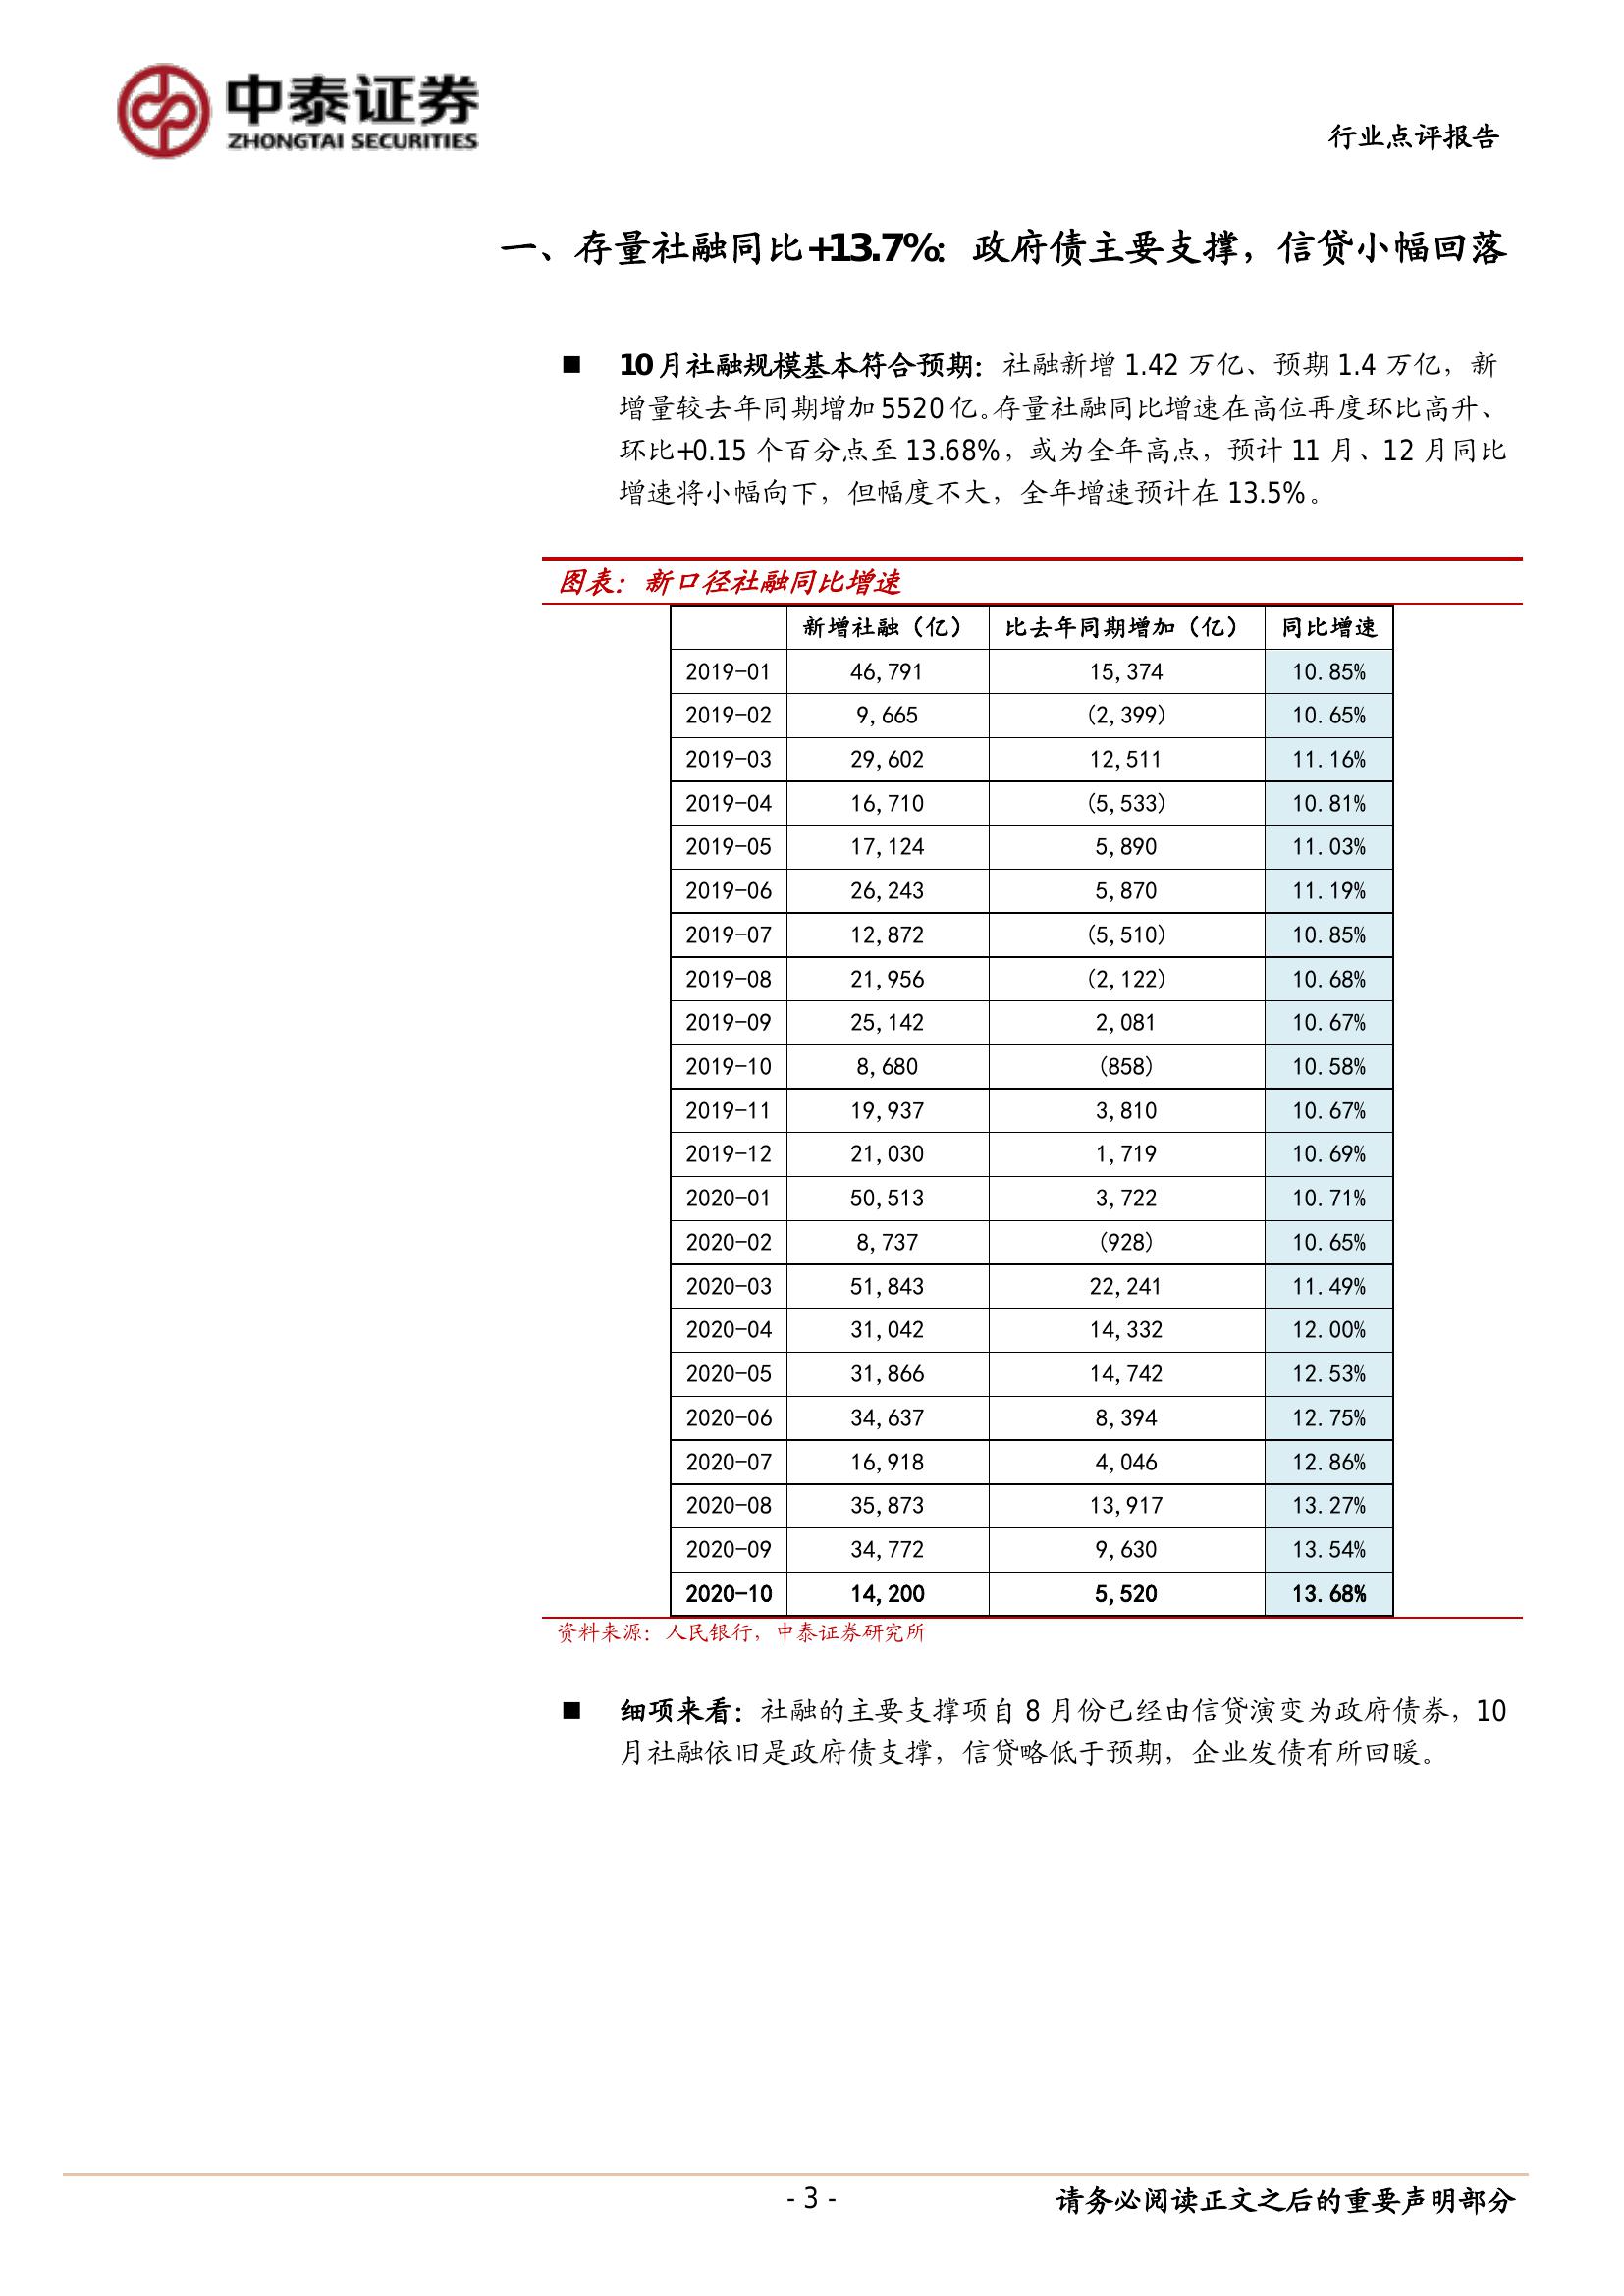 中泰证券
ZHONGTAI SECURITIES
行业点评报告
一、存量社融同比+13.7%：政府债主要支撑，信贷小幅回落
■ 10月社融规模基本符合预期：社融新增 1.42 万亿、预期 1.4 万亿，新
增量较去年同期增加 5520 亿。存量社融同比增速在高位再度环比高升、
环比+0.15 个百分点至 13.68%，或为全年高点，预计 11 月、12 月同比
增速将小幅向下，但幅度不大，全年增速预计在 13.5%。
图表：新口径社融同比增速
新增社融（亿） 比去年同期增加（亿） 同比增速
2019-01 46,791 15,374 10.85%
2019-02 9,665 (2,399) 10.65%
2019-03 29,602 12,511 11.16%
2019-04 16,710 (5,533) 10.81%
2019-05 17,124 5,890 11.03%
2019-06 26,243 5,870 11.19%
2019-07 12,872 (5,510) 10.85%
2019-08 21,956 (2,122) 10.68%
2019-09 25,142 2,081 10.67%
2019-10 8,680 (858) 10.58%
2019-11 19,937 3,810 10.67%
2019-12 21,030 1,719 10.69%
2020-01 50,513 3,722 10.71%
2020-02 8,737 (928) 10.65%
2020-03 51,843 22,241 11.49%
2020-04 31,042 14,332 12.00%
2020-05 31,866 14,742 12.53%
2020-06 34,637 8,394 12.75%
2020-07 16,918 4,046 12.86%
2020-08 35,873 13,917 13.27%
2020-09 34,772 9,630 13.54%
2020-10 14,200 5,520 13.68%
资料来源：人民银行，中泰证券研究所
■ 细项来看：社融的主要支撑项自 8 月份已经由信贷演变为政府债券，10
月社融依旧是政府债支撑，信贷略低于预期，企业发债有所回暖。
- 3 -
请务必阅读正文之后的重要声明部分